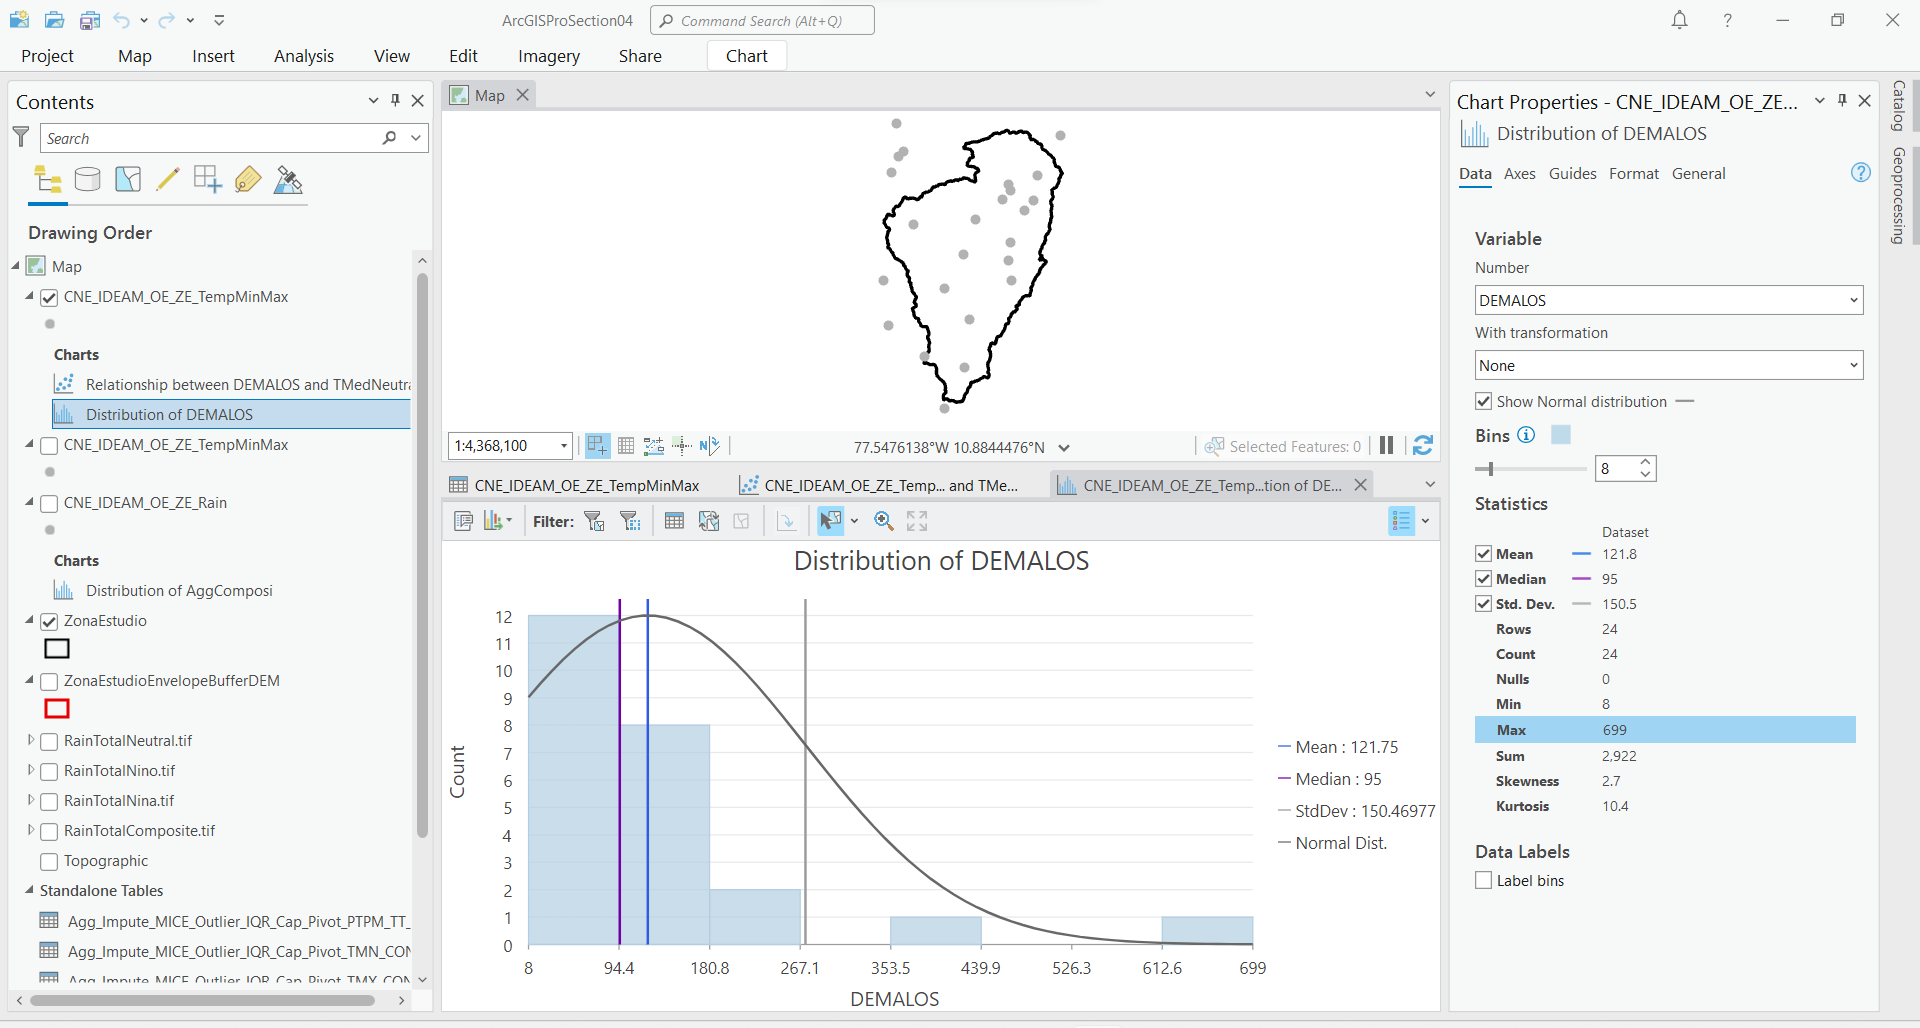 ArcGISProSection04
Command Search (Alt+Q)
?
Project
Map
Insert
Analysis
View
Edit
Imagery
Share
Chart
Contents
Search
Drawing Order
Map
CNE_IDEAM_OE_ZE_TempMinMax
Charts
Relationship between DEMALOS and TMedNeutr
Distribution of DEMALOS
CNE_IDEAM_OE_ZE_TempMinMax
CNE_IDEAM_OE_ZE_Rain
Charts
Distribution of AggComposi
ZonaEstudio
ZonaEstudioEnvelopeBufferDEM
RainTotalNeutral.tif
RainTotalNino.tif
RainTotalNina.tif
RainTotalComposite.tif
Topographic
Standalone Tables
Agg_Impute_MICE_Outlier_IQR_Cap_Pivot_PTPM_TT_
Agg_Impute_MICE_Outlier_IQR_Cap_Pivot_TMN_CON
Agg_Impute_MICE_Outlier_IQR_Cap_Pivot_TMX_CON
Map
1:4,368,100
77.5476138°W 10.8844476°N
Selected Features: 0
CNE_IDEAM_OE_ZE_TempMinMax
CNE_IDEAM_OE_ZE_Temp... and TMe...
CNE_IDEAM_OE_ZE_Temp...tion of DE...
Filter:
Distribution of DEMALOS
12
11
10
9
8
7
6
5
4
3
2
1
0
Count
8 94.4 180.8 267.1 353.5 439.9 526.3 612.6 699
DEMALOS
Mean : 121.75
Median : 95
StdDev : 150.46977
Normal Dist.
Chart Properties - CNE_IDEAM_OE_ZE...
Distribution of DEMALOS
Data Axes Guides Format General
?
Variable
Number
DEMALOS
With transformation
None
Show Normal distribution
Bins
8
Statistics
Dataset
Mean 121.8
Median 95
Std. Dev. 150.5
Rows 24
Count 24
Nulls 0
Min 8
Max 699
Sum 2,922
Skewness 2.7
Kurtosis 10.4
Data Labels
Label bins
Catalog
Geoprocessing